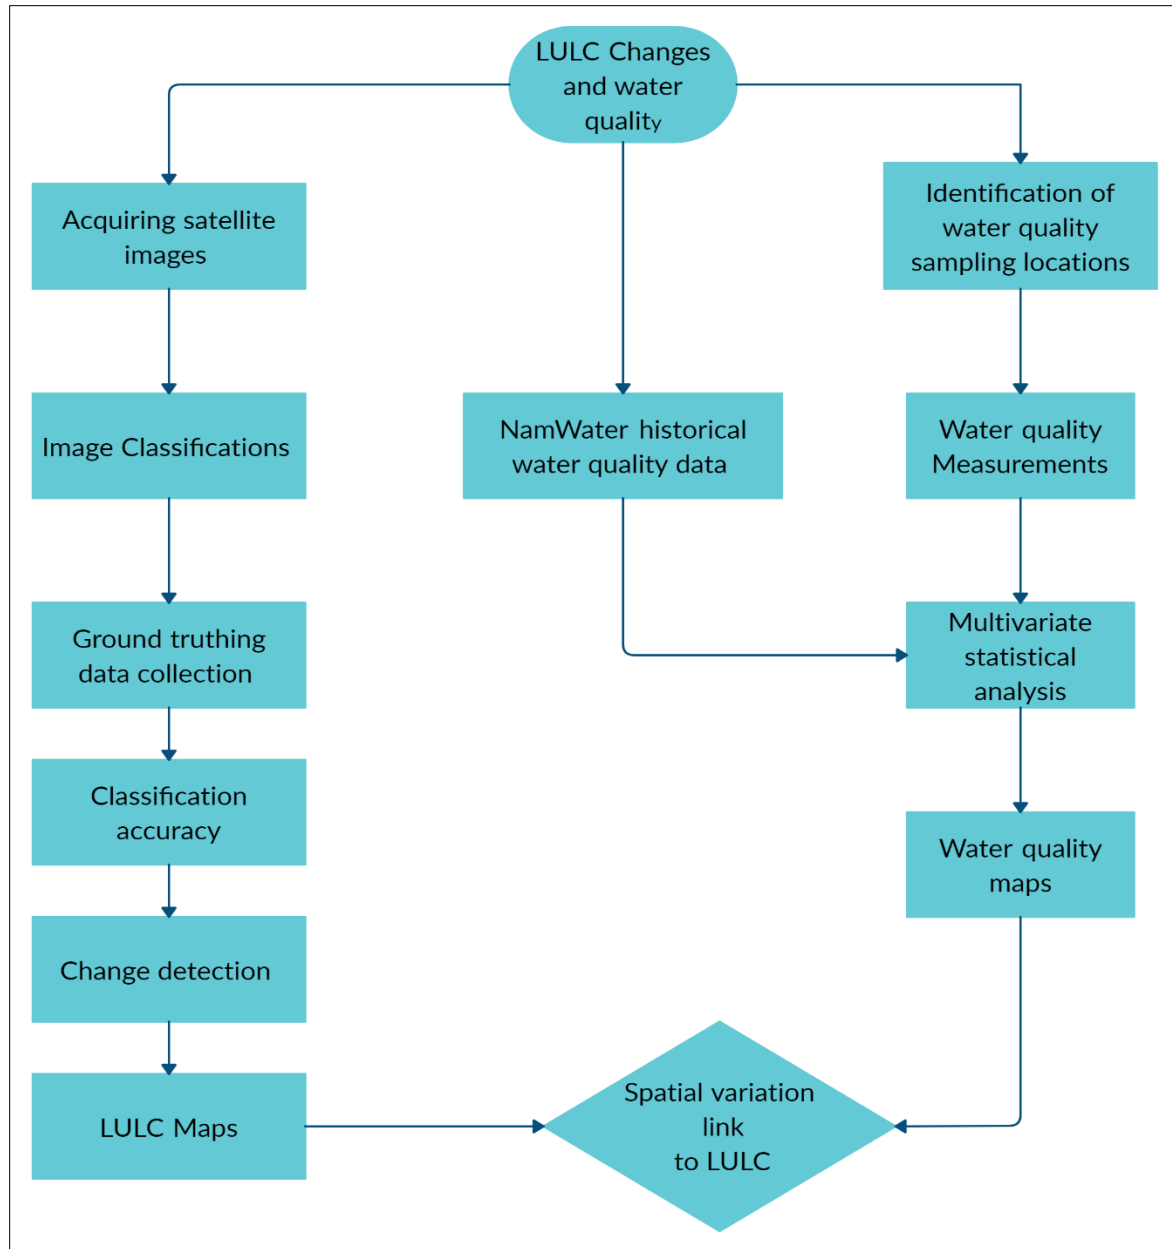 LULC Changes
and water
quality
Acquiring satellite
images
Identification of
water quality
sampling locations
Image Classifications
NamWater historical
water quality data
Water quality
Measurements
Ground truthing
data collection
Multivariate
statistical
analysis
Classification
accuracy
Water quality
maps
Change detection
LULC Maps
Spatial variation
link
to LULC